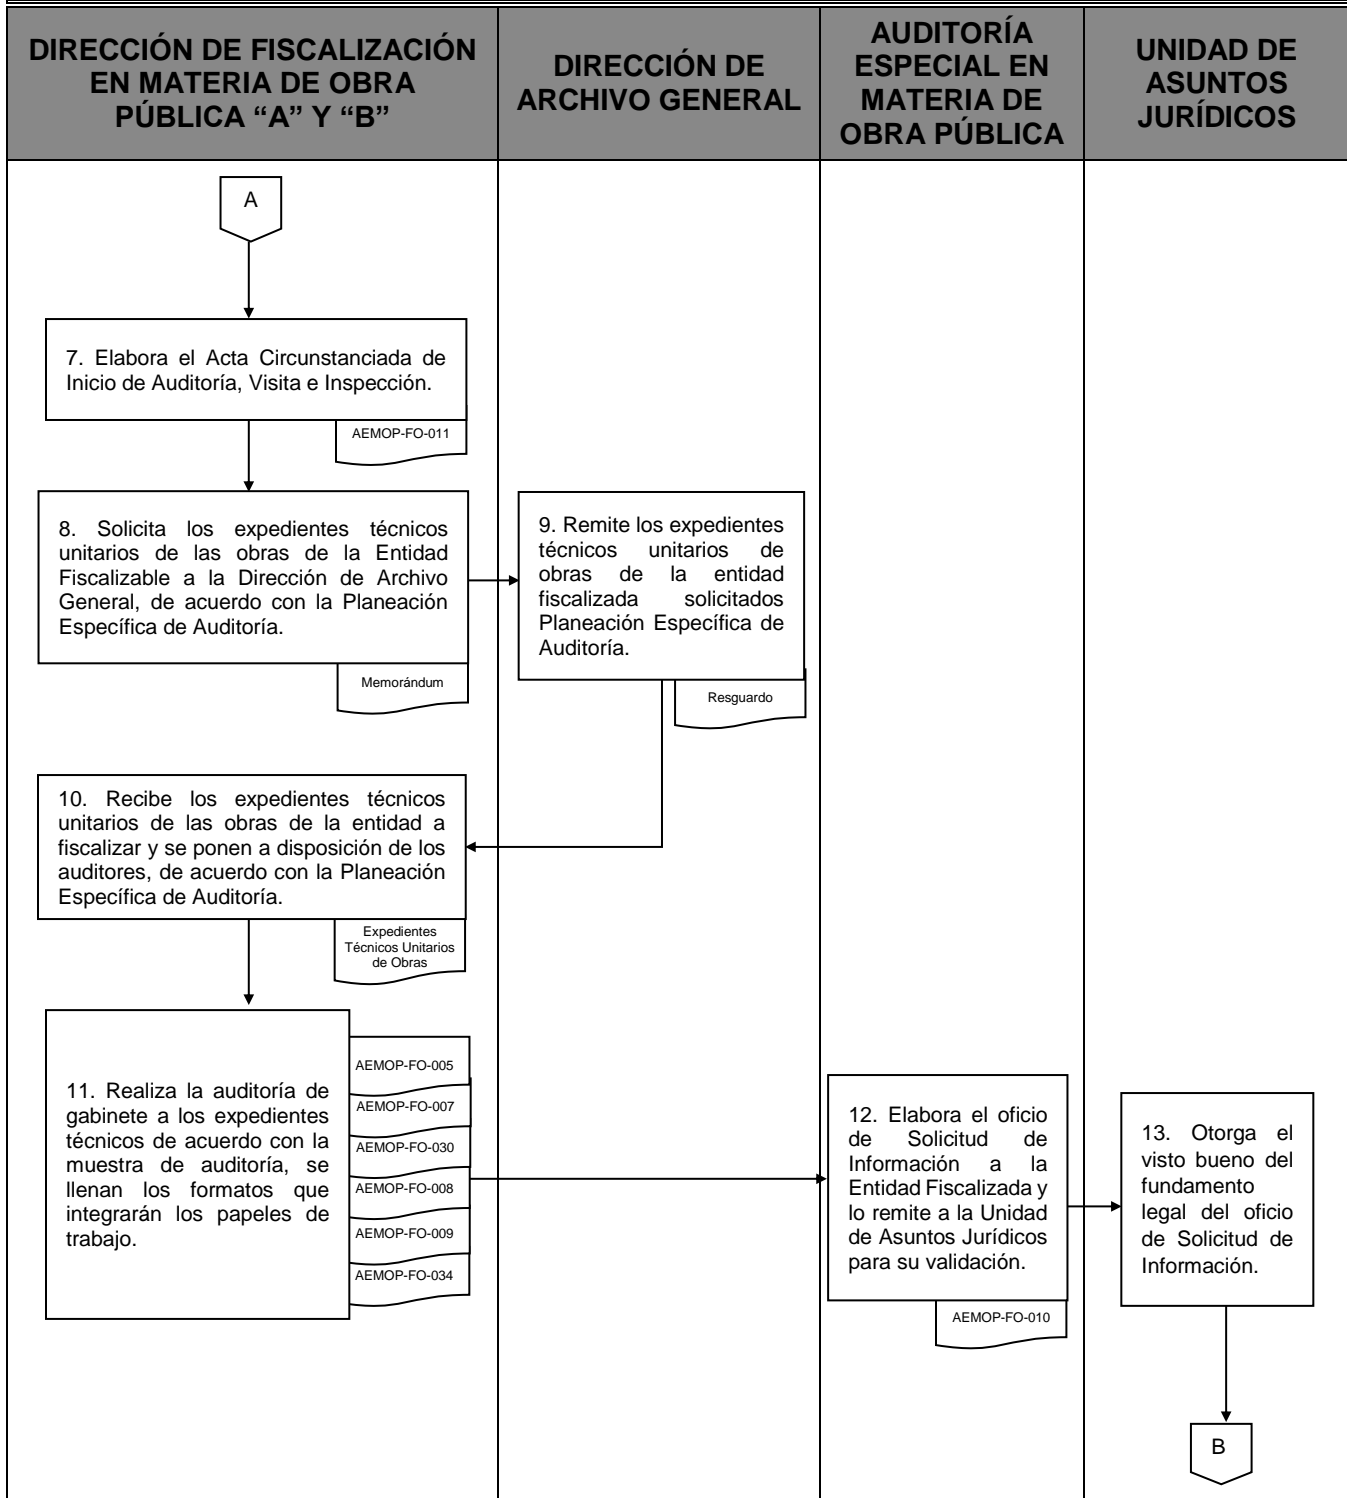 DIRECCIÓN DE FISCALIZACIÓN
EN MATERIA DE OBRA
PÚBLICA “A” Y “B”
DIRECCIÓN DE
ARCHIVO GENERAL
AUDITORÍA
ESPECIAL EN
MATERIA DE
OBRA PÚBLICA
UNIDAD DE
ASUNTOS
JURÍDICOS
A
7. Elabora el Acta Circunstanciada de
Inicio de Auditoría, Visita e Inspección.
AEMOP-FO-011
8. Solicita los expedientes técnicos
unitarios de las obras de la Entidad
Fiscalizable a la Dirección de Archivo
General, de acuerdo con la Planeación
Específica de Auditoría.
Memorándum
9. Remite los expedientes
técnicos unitarios de
obras de la entidad
fiscalizada solicitados
Planeación Específica de
Auditoría.
Resguardo
10. Recibe los expedientes técnicos
unitarios de las obras de la entidad a
fiscalizar y se ponen a disposición de los
auditores, de acuerdo con la Planeación
Específica de Auditoría.
Expedientes
Técnicos Unitarios
de Obras
11. Realiza la auditoría de
gabinete a los expedientes
técnicos de acuerdo con la
muestra de auditoría, se
llenan los formatos que
integrarán los papeles de
trabajo.
AEMOP-FO-005
AEMOP-FO-007
AEMOP-FO-030
AEMOP-FO-008
AEMOP-FO-009
AEMOP-FO-034
12. Elabora el oficio
de Solicitud de
Información a la
Entidad Fiscalizada y
lo remite a la Unidad
de Asuntos Jurídicos
para su validación.
AEMOP-FO-010
13. Otorga el
visto bueno del
fundamento
legal del oficio
de Solicitud de
Información.
B